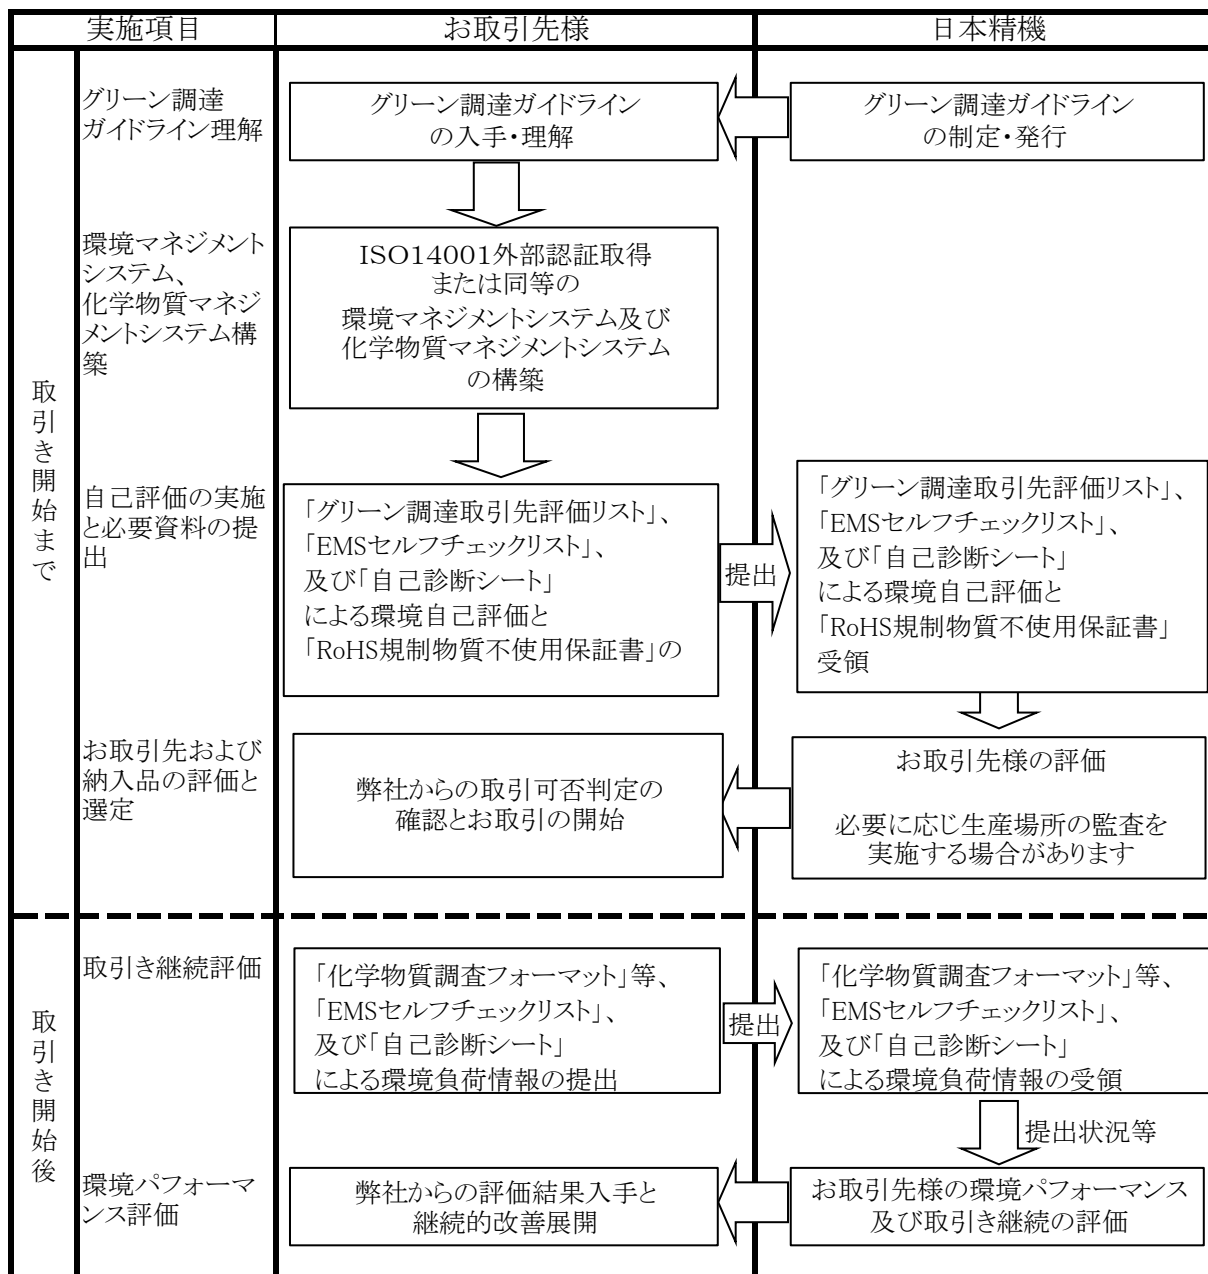 実施項目
お取引先様
日本精機
取引き開始まで
グリーン調達
ガイドライン理解
グリーン調達ガイドライン
の入手・理解
グリーン調達ガイドライン
の制定・発行
環境マネジメント
システム、
化学物質マネジ
メントシステム構
築
ISO14001外部認証取得
または同等の
環境マネジメントシステム及び
化学物質マネジメントシステム
の構築
自己評価の実施
と必要資料の提
出
「グリーン調達取引先評価リスト」、
「EMSセルフチェックリスト」、
及び「自己診断シート」
による環境自己評価と
「RoHS規制物質不使用保証書」の
提出
「グリーン調達取引先評価リスト」、
「EMSセルフチェックリスト」、
及び「自己診断シート」
による環境自己評価と
「RoHS規制物質不使用保証書」
受領
お取引先および
納入品の評価と
選定
弊社からの取引可否判定の
確認とお取引の開始
お取引先様の評価
必要に応じ生産場所の監査を
実施する場合があります
取引き開始後
取引き継続評価
「化学物質調査フォーマット」等、
「EMSセルフチェックリスト」、
及び「自己診断シート」
による環境負荷情報の提出
提出
「化学物質調査フォーマット」等、
「EMSセルフチェックリスト」、
及び「自己診断シート」
による環境負荷情報の受領
提出状況等
環境パフォーマ
ンス評価
弊社からの評価結果入手と
継続的改善展開
お取引先様の環境パフォーマンス
及び取引き継続の評価